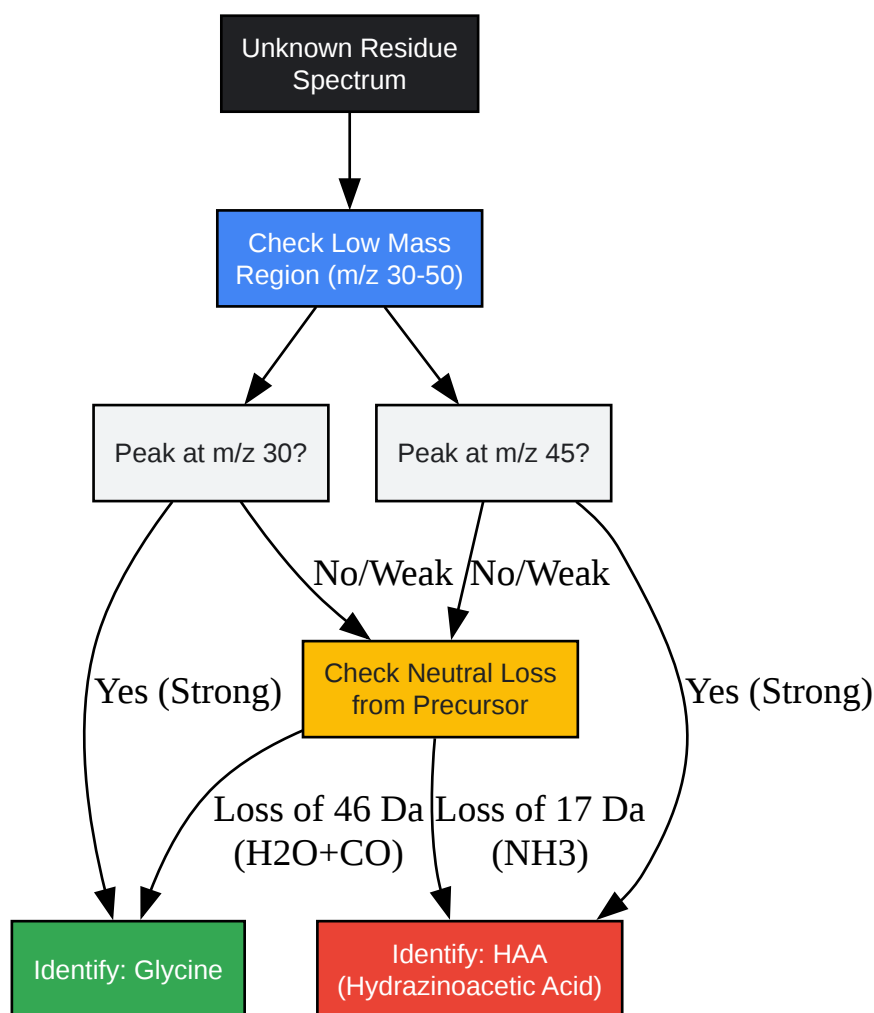 Unknown Residue
Spectrum
Check Low Mass
Region (m/z 30-50)
Peak at m/z 30?
Peak at m/z 45?
No/Weak
No/Weak
Check Neutral Loss
from Precursor
Yes (Strong)
Yes (Strong)
Loss of 46 Da
(H2O+CO)
Loss of 17 Da
(NH3)
Identify: Glycine
Identify: HAA
(Hydrazinoacetic Acid)